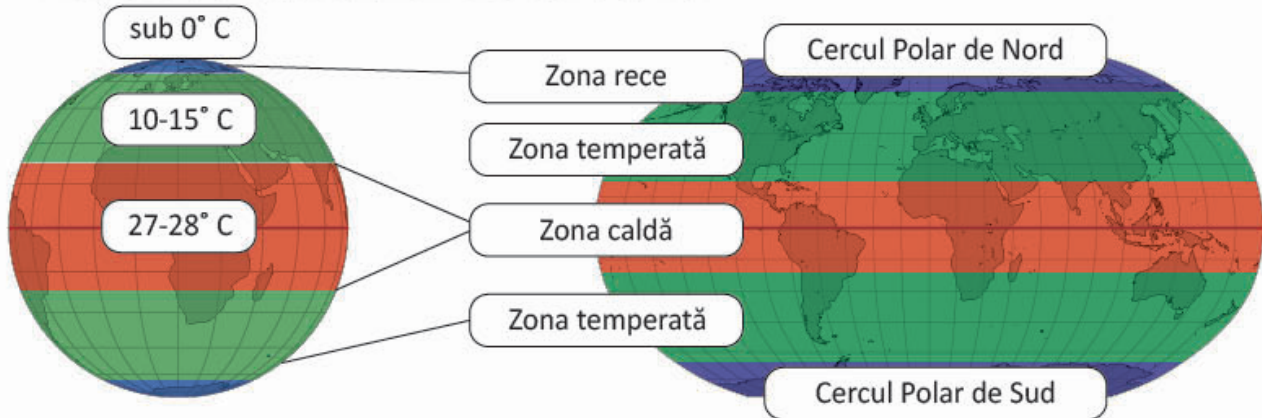 sub 0° C
10-15° C
27-28° C
Zona rece
Zona temperată
Zona caldă
Zona temperată
Cercul Polar de Nord
Cercul Polar de Sud